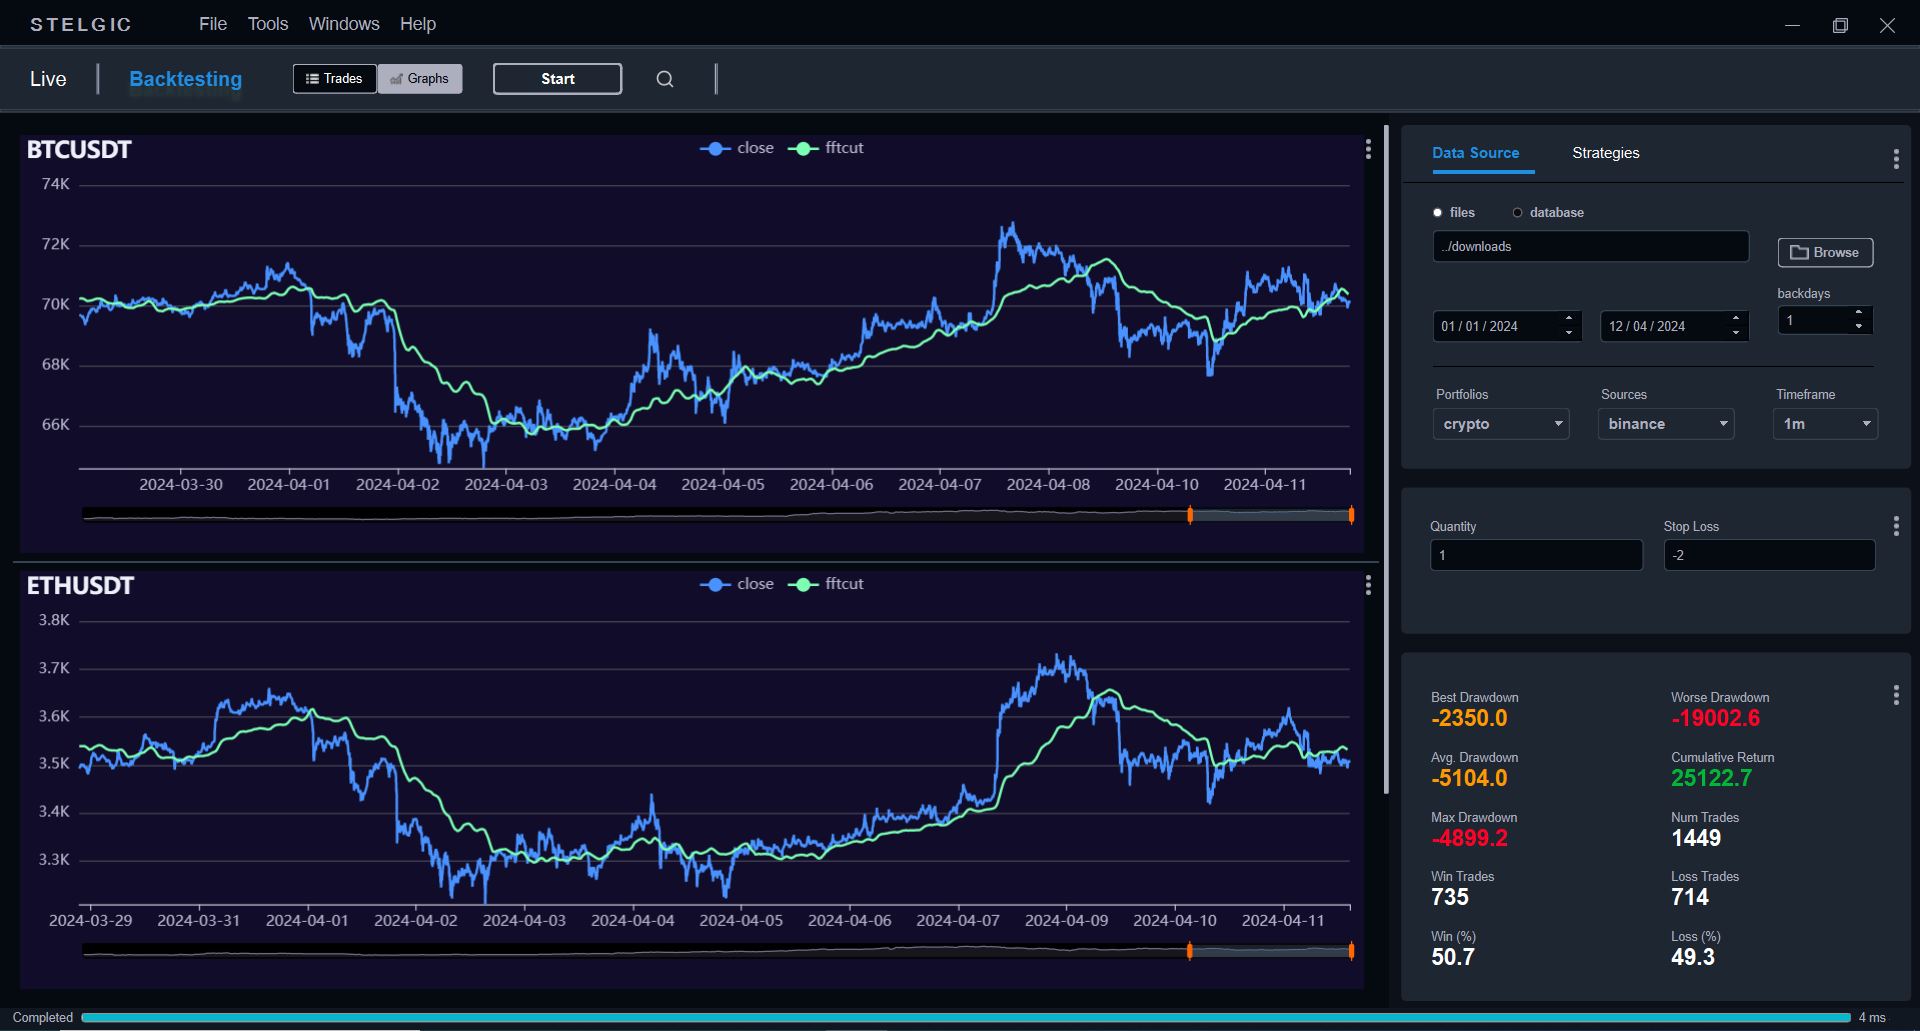 STELGIC File Tools Windows Help
Live Backtesting Trades Graphs Start
BTCUSDT
close fftcut
74K
72K
70K
68K
66K
2024-03-30 2024-04-01 2024-04-02 2024-04-03 2024-04-04 2024-04-05 2024-04-06 2024-04-07 2024-04-08 2024-04-10 2024-04-11
ETHUSDT
close fftcut
3.8K
3.7K
3.6K
3.5K
3.4K
3.3K
2024-03-29 2024-03-31 2024-04-01 2024-04-02 2024-04-03 2024-04-04 2024-04-05 2024-04-06 2024-04-07 2024-04-09 2024-04-10 2024-04-11
Data Source Strategies
files database
../downloads Browse
backdays
01 / 01 / 2024 12 / 04 / 2024 1
Portfolios Sources Timeframe
crypto binance 1m
Quantity Stop Loss
1 -2
Best Drawdown Worse Drawdown
-2350.0 -19002.6
Avg. Drawdown Cumulative Return
-5104.0 25122.7
Max Drawdown Num Trades
-4899.2 1449
Win Trades Loss Trades
735 714
Win (%) Loss (%)
50.7 49.3
Completed 4 ms